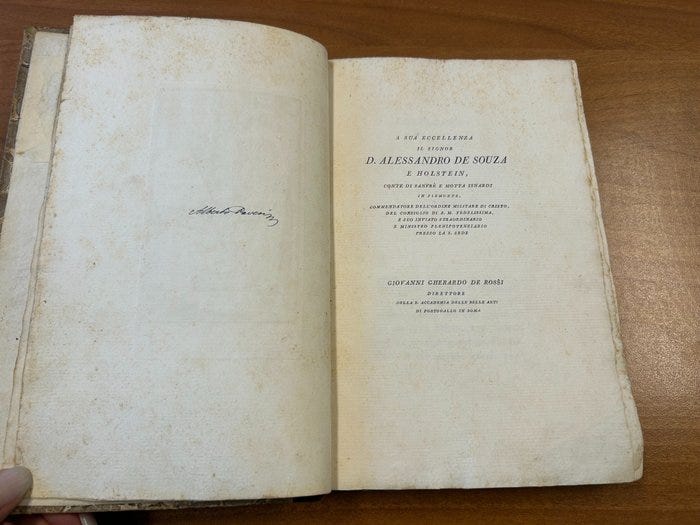 Alberto
A SUA ECCELLENZA
IL SIGNOR
D. ALESSANDRO DE SOUZA
E HOLSTEIN,
CONTE DI SANFRÈ E MOTTA ISNARDI
IN PIEMONTE,
COMMENDATORE DELL'ORDINE MILITARE DI CRISTO,
DEL CONSIGLIO DI S. M. FEDELISSIMA,
E SUO INVIATO STRAORDINARIO
E MINISTRO PLENIPOTENZIARIO
PRESSO LA S. SEDE
GIOVANNI GHERARDO DE ROSSI
DIRETTORE
DELLA R. ACCADEMIA DELLE BELLE ARTI
DI PORTOGALLO IN ROMA